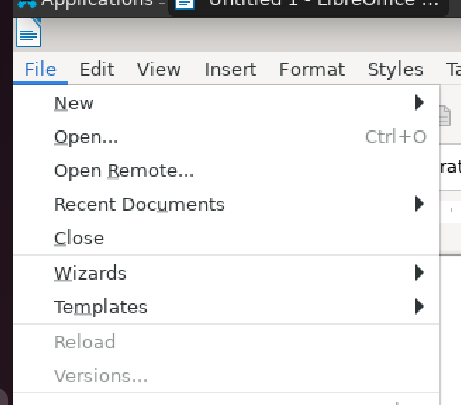 Applications - Untitled 1 - LibreOffice ...
File Edit View Insert Format Styles
New
Open... Ctrl+O
Open Remote...
Recent Documents
Close
Wizards
Templates
Reload
Versions...